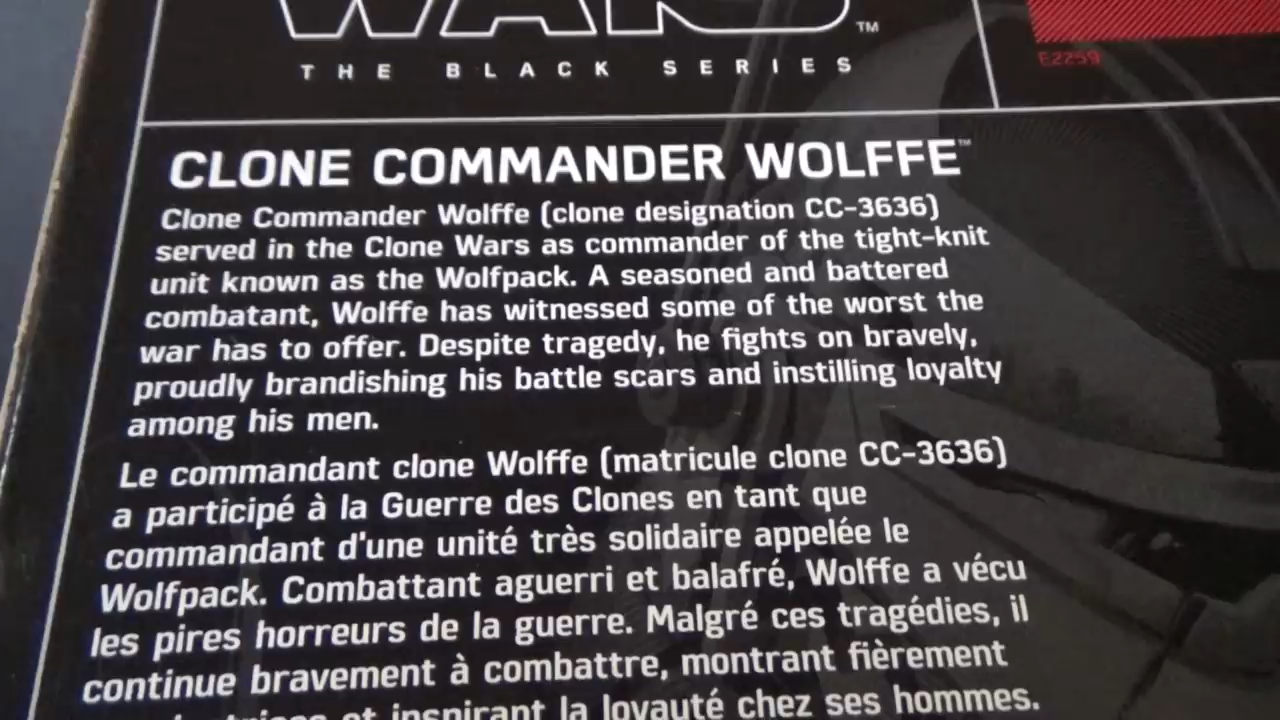 WARS™
THE BLACK SERIES
E2259
CLONE COMMANDER WOLFFE™
Clone Commander Wolffe (clone designation CC-3636)
served in the Clone Wars as commander of the tight-knit
unit known as the Wolfpack. A seasoned and battered
combatant, Wolffe has witnessed some of the worst the
war has to offer. Despite tragedy, he fights on bravely,
proudly brandishing his battle scars and instilling loyalty
among his men.
Le commandant clone Wolffe (matricule clone CC-3636)
a participé à la Guerre des Clones en tant que
commandant d'une unité très solidaire appelée le
Wolfpack. Combattant aguerri et balafré, Wolffe a vécu
les pires horreurs de la guerre. Malgré ces tragédies, il
continue bravement à combattre, montrant fièrement
et inspirant la loyauté chez ses hommes.